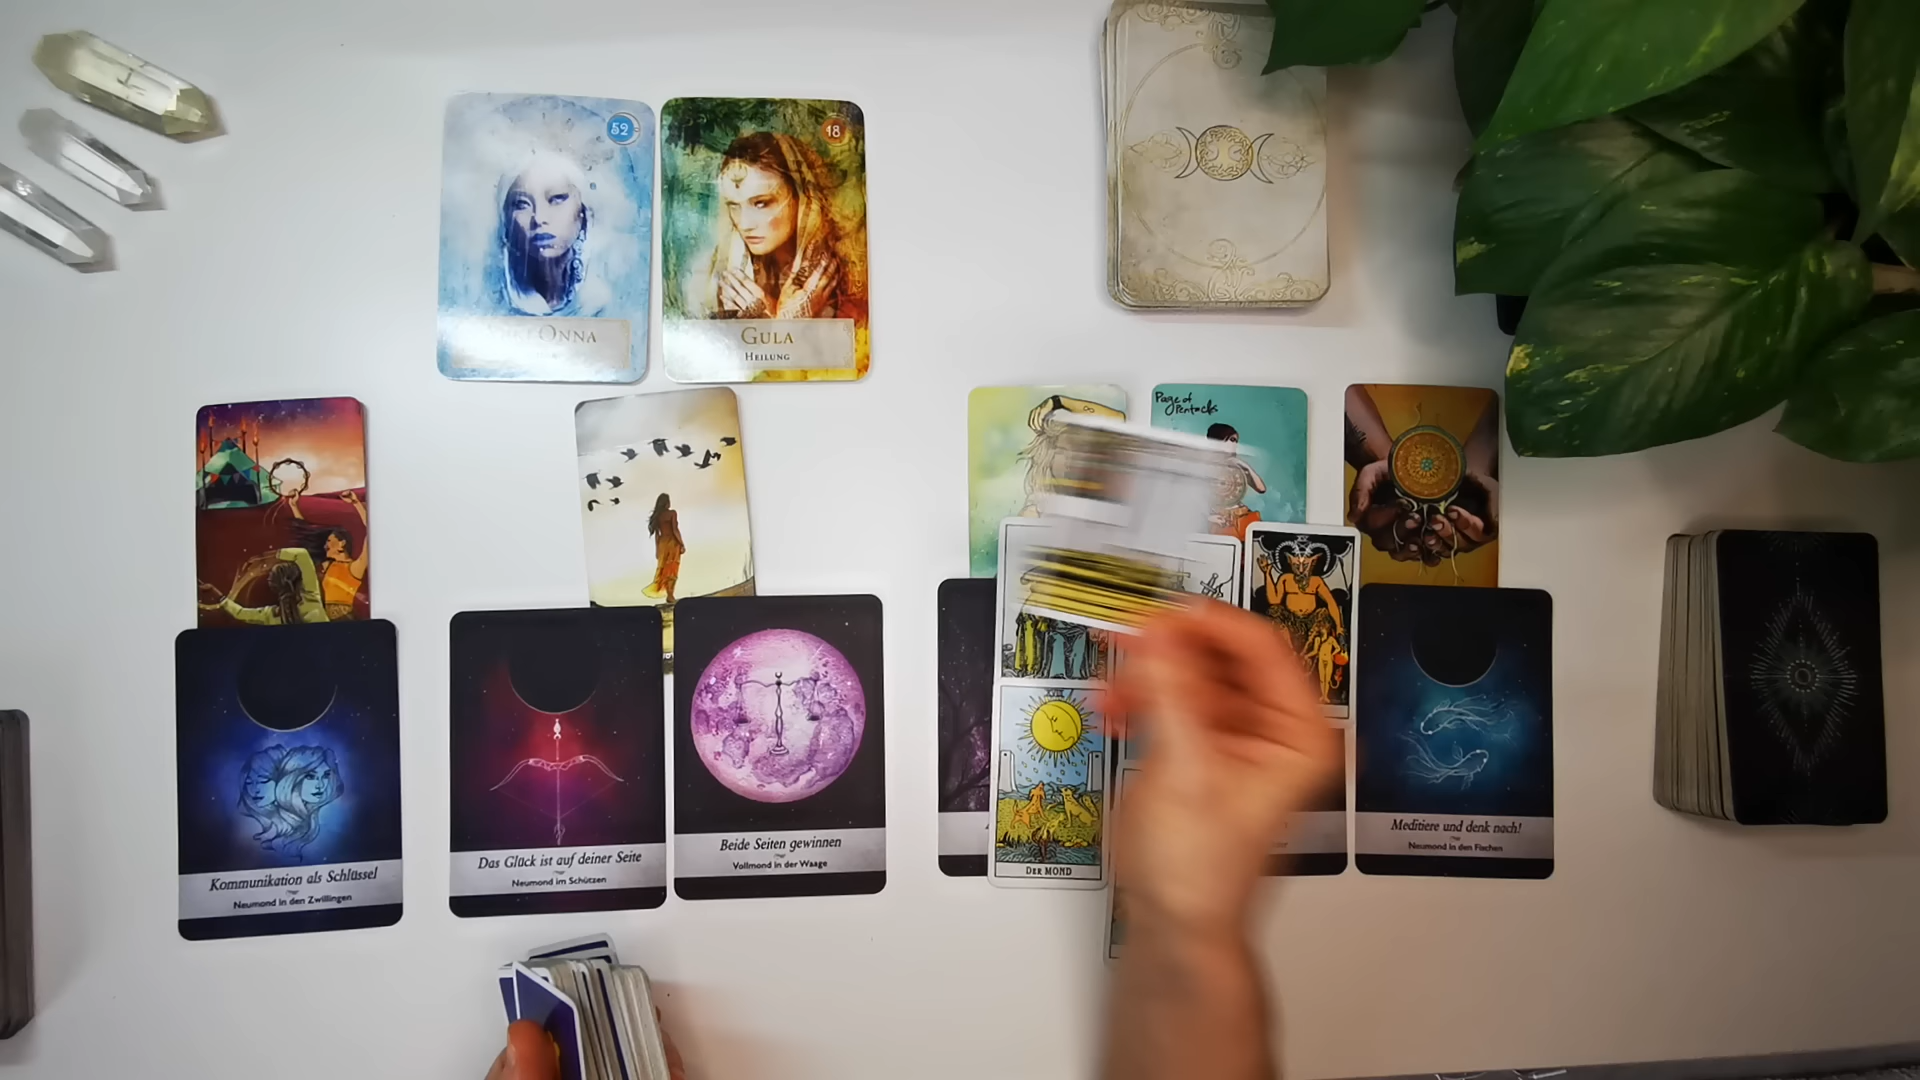 52
18
Onna
Gula
Heilung
Page of
Pentacles
XV
XVIII
Der MOND
Kommunikation als Schlüssel
Neumond in den Zwillingen
Das Glück ist auf deiner Seite
Neumond im Schützen
Beide Seiten gewinnen
Vollmond in der Waage
Meditiere und denk nach!
Neumond in den Fischen